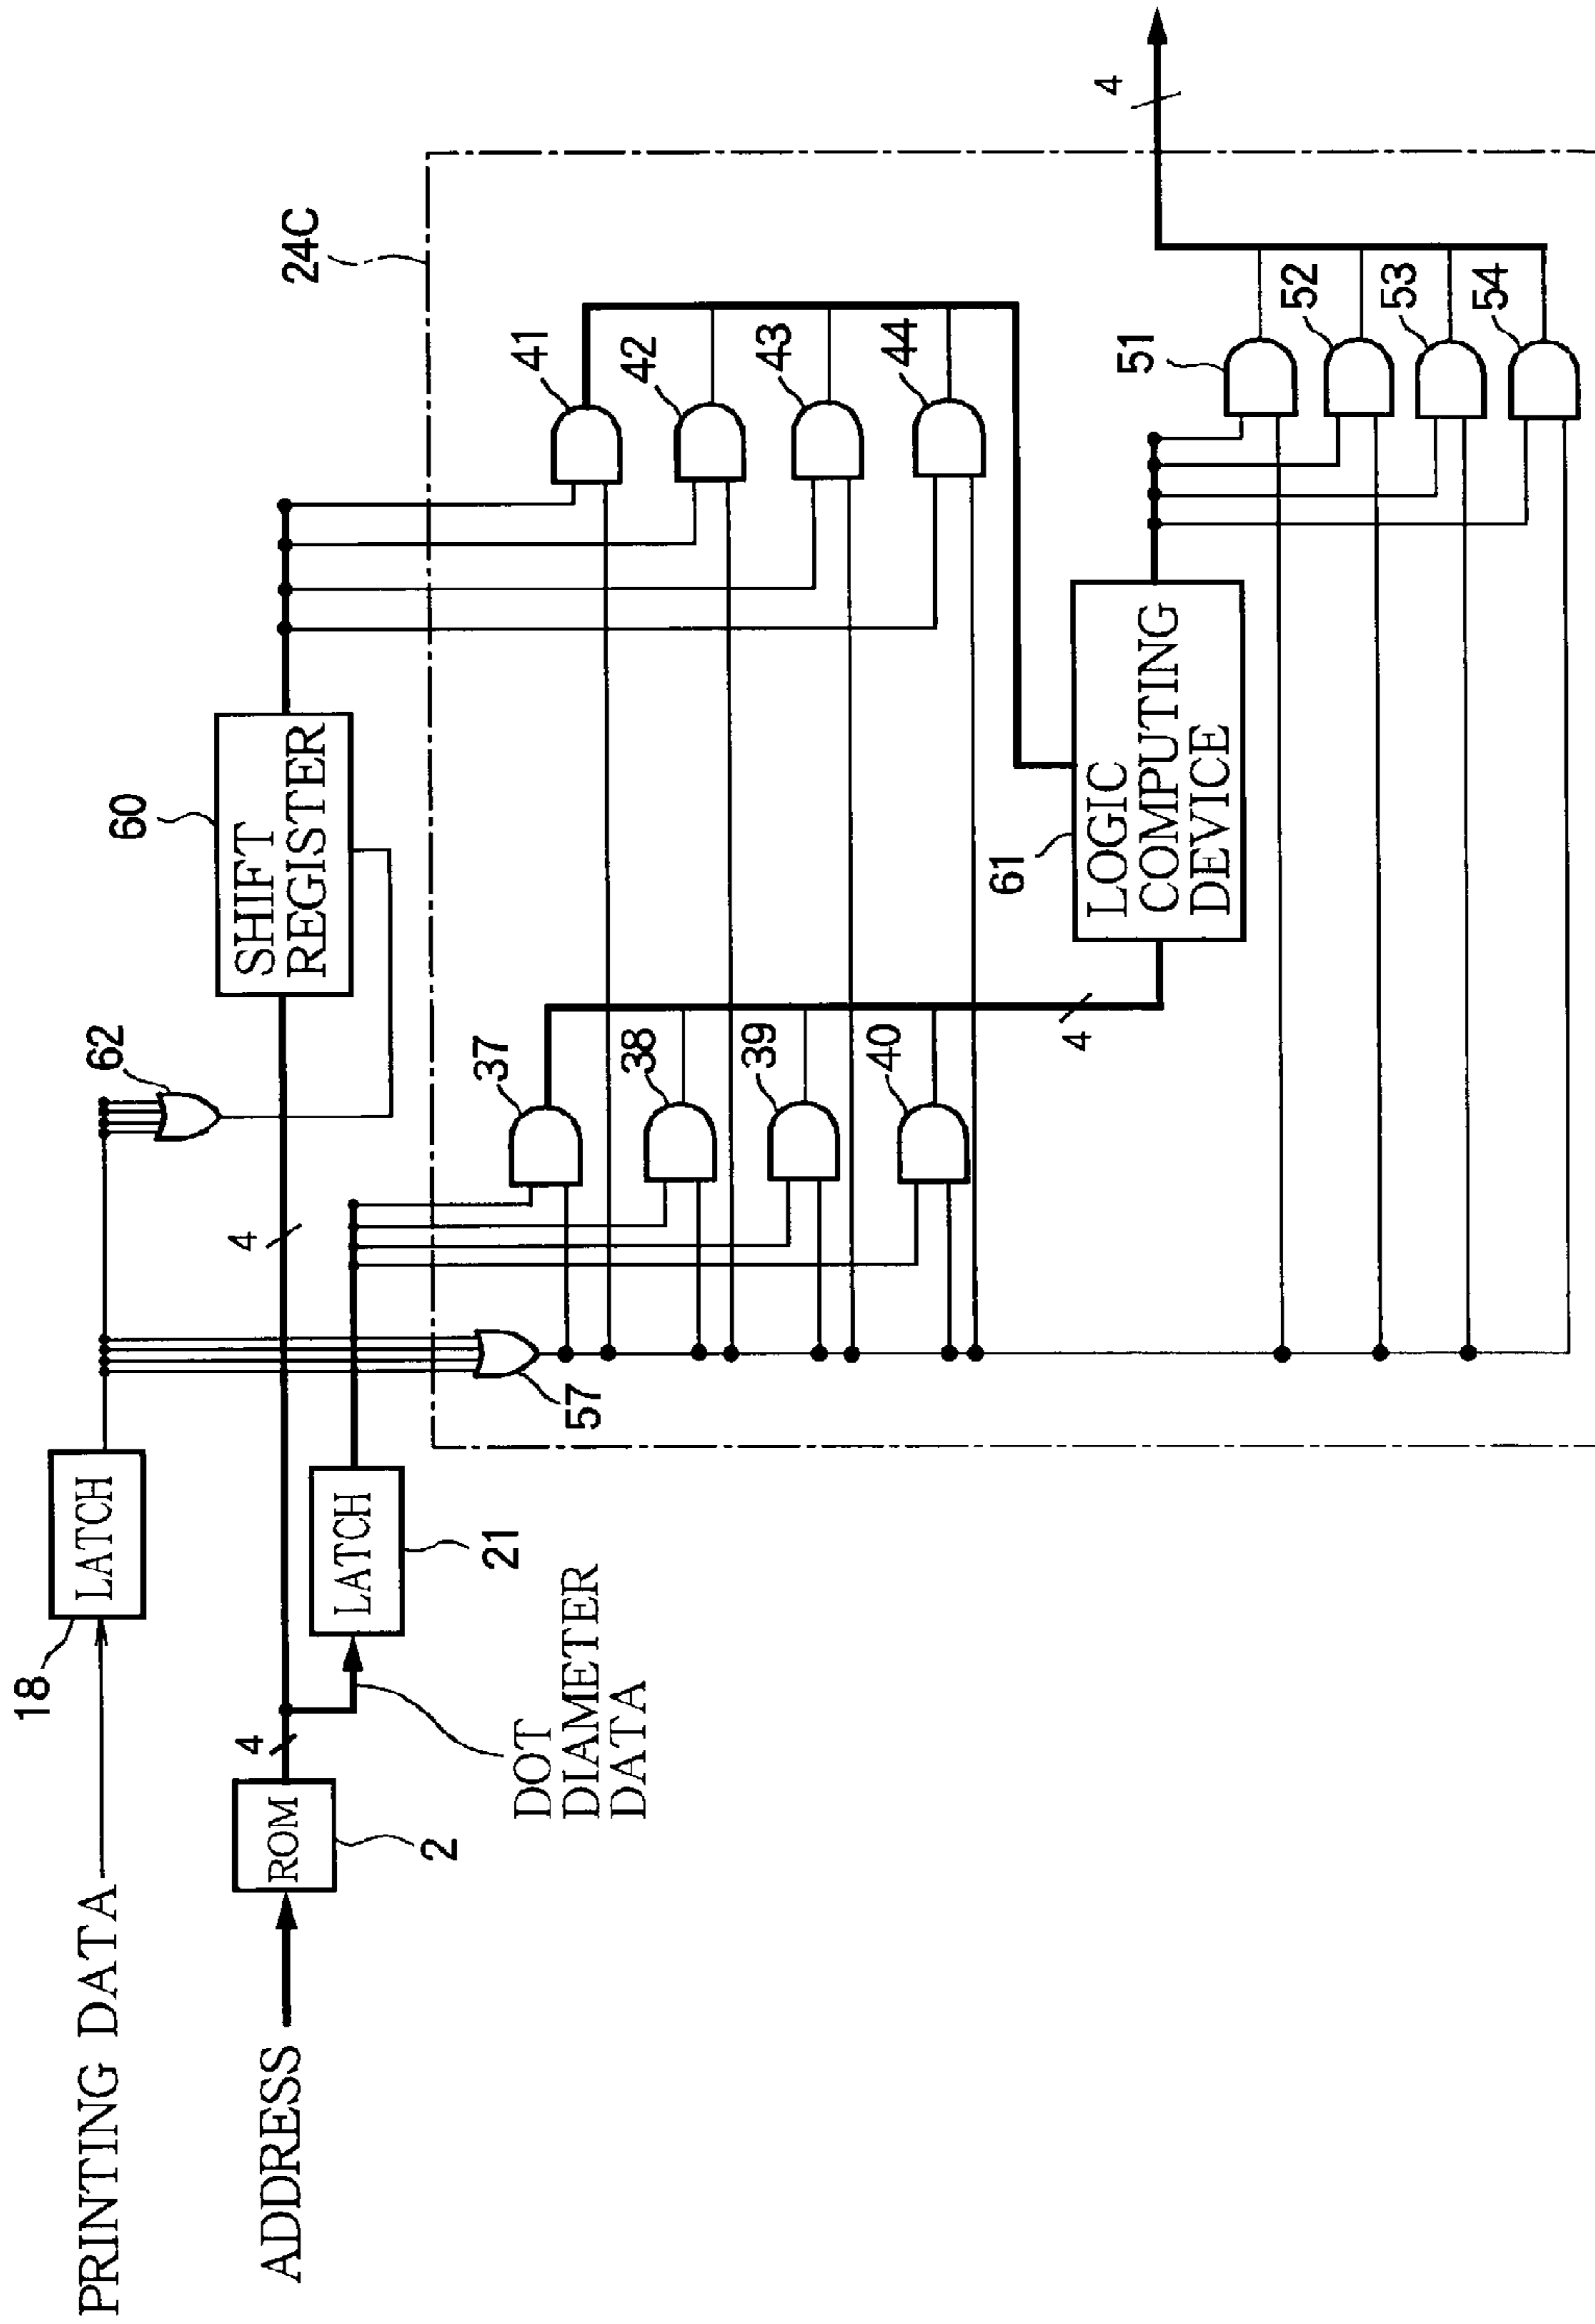 PRINTING DATA
18
LATCH
62
60
SHIFT
REGISTER
24C
ADDRESS
ROM
2
4
4
DOT
DIAMETER
DATA
LATCH
21
57
37
38
39
40
4
41
42
43
44
61
LOGIC
COMPUTING
DEVICE
51
52
53
54
4